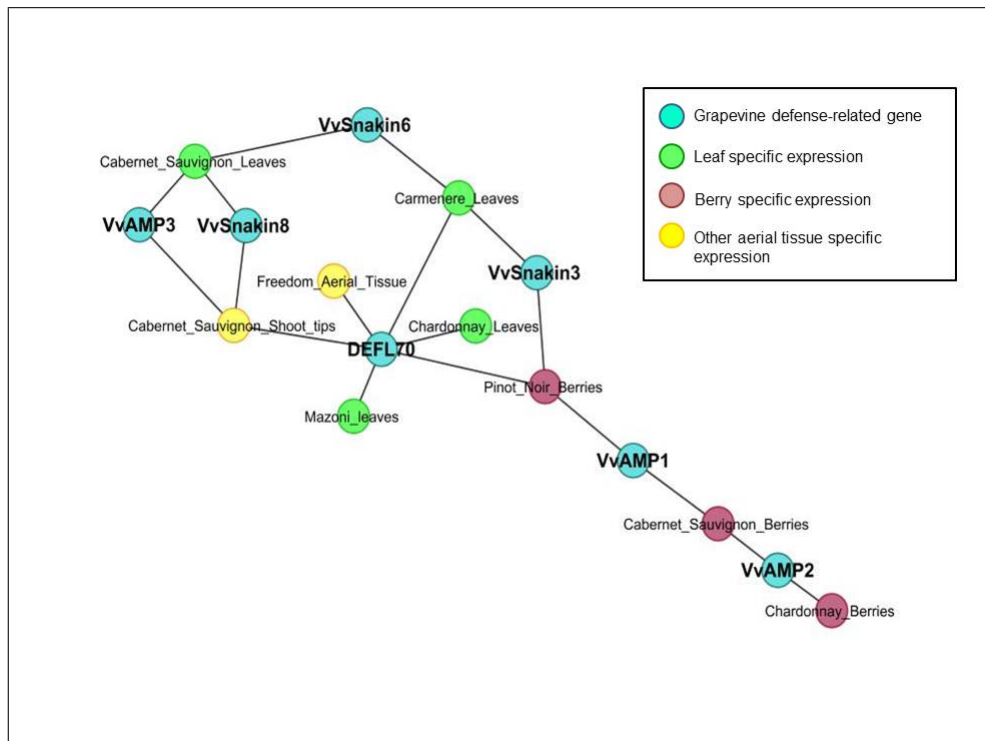 VvSnakin6
Cabernet_Sauvignon_Leaves
Carmenere_Leaves
VvAMP3
VvSnakin8
VvSnakin3
Freedom_Aerial_Tissue
Cabernet_Sauvignon_Shoot_tips
Chardonnay_Leaves
DEFL70
Pinot_Noir_Berries
Mazoni_leaves
VvAMP1
Cabernet_Sauvignon_Berries
VvAMP2
Chardonnay_Berries
Grapevine defense-related gene
Leaf specific expression
Berry specific expression
Other aerial tissue specific
expression